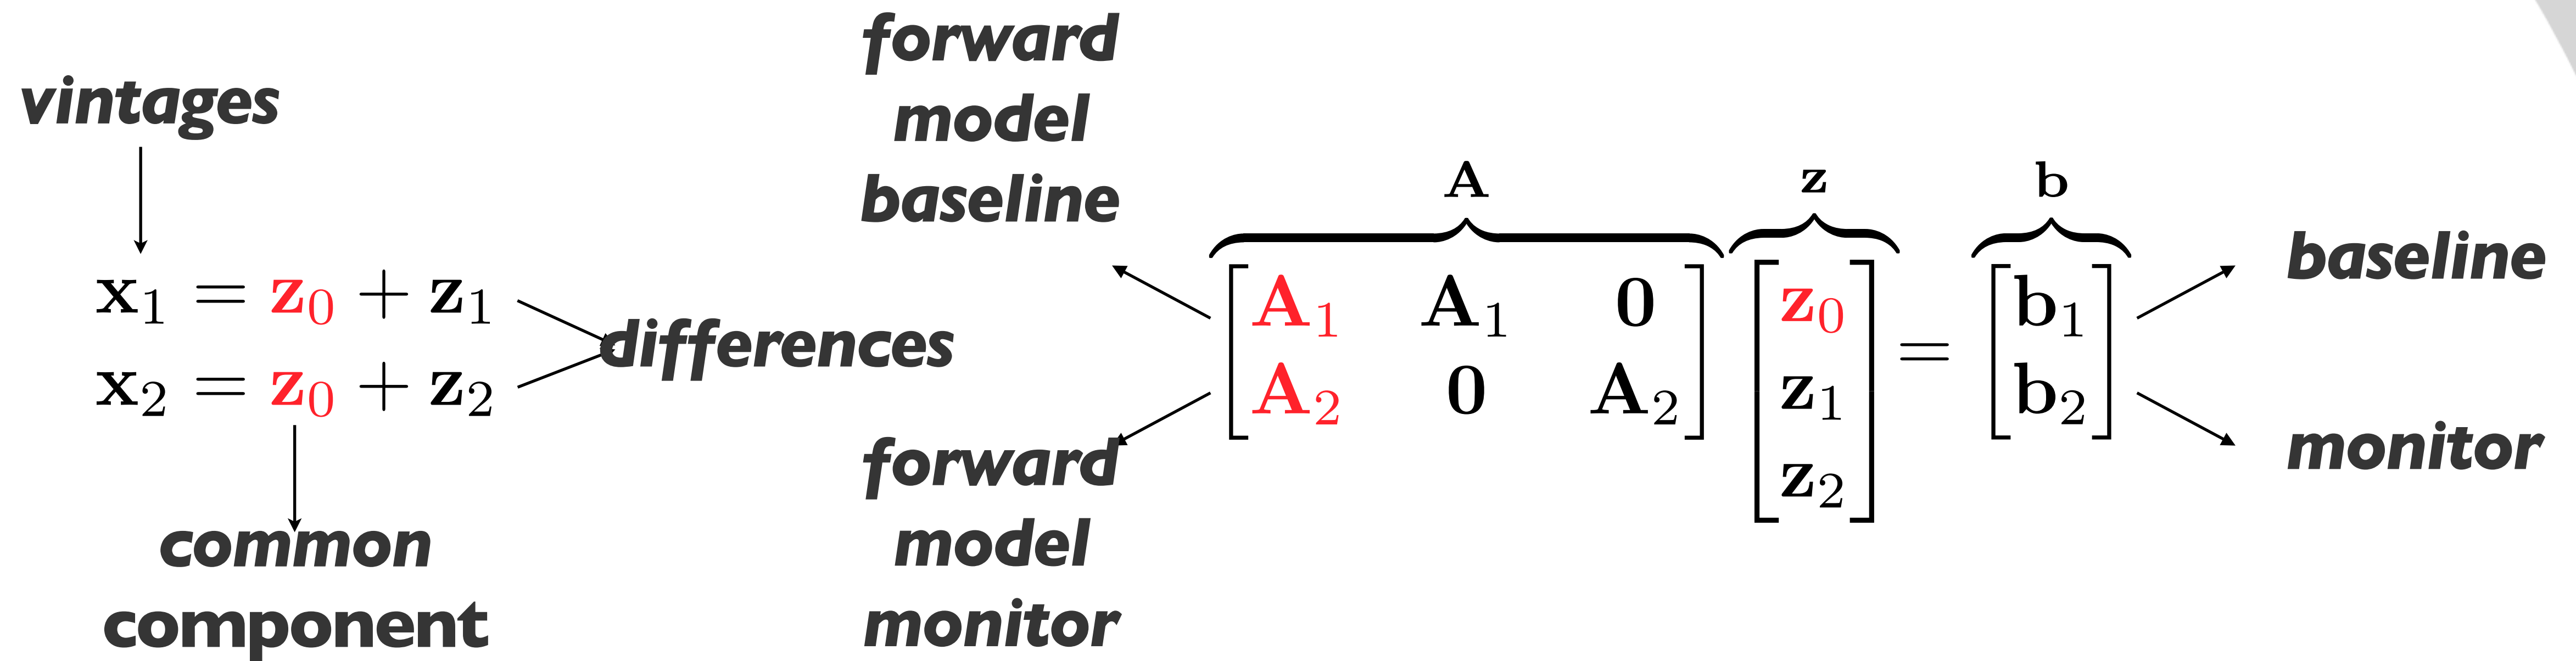 vintages
x₁ = z₀ + z₁
x₂ = z₀ + z₂
differences
common
component
forward
model
baseline
forward
model
monitor
A z b
[A₁ A₁ 0; A₂ 0 A₂] [z₀; z₁; z₂] = [b₁; b₂]
baseline
monitor